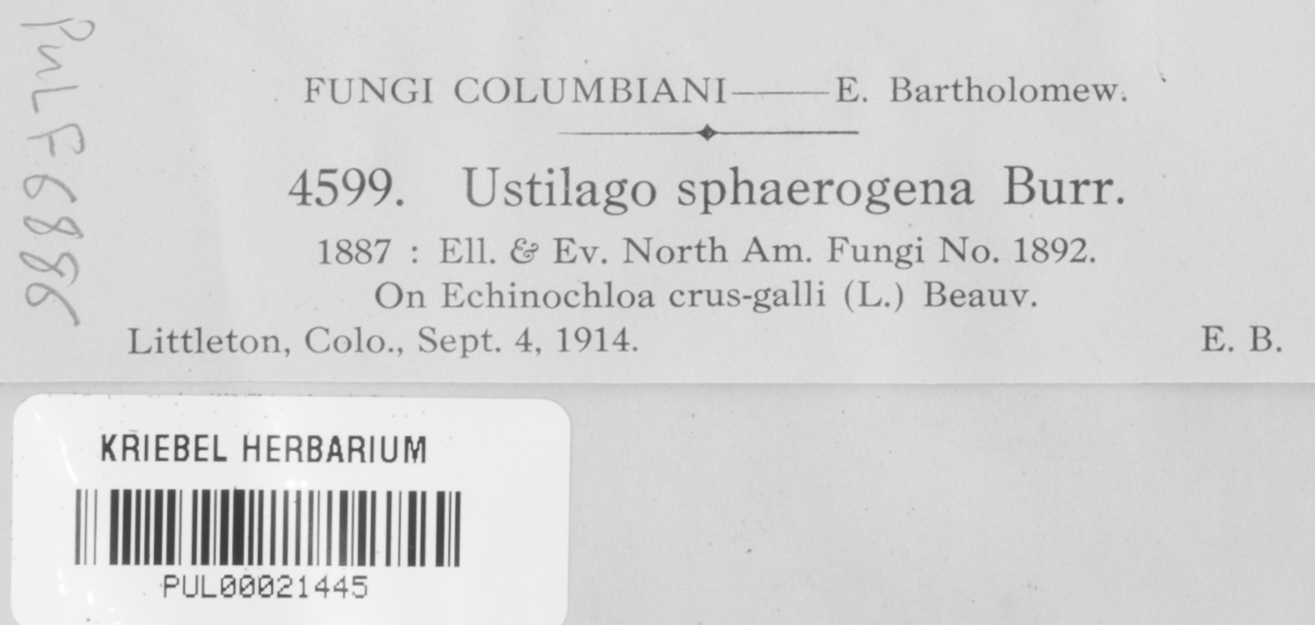 PUL F6886
FUNGI COLUMBIANI——E. Bartholomew.
4599. Ustilago sphaerogena Burr.
1887 : Ell. & Ev. North Am. Fungi No. 1892.
On Echinochloa crus-galli (L.) Beauv.
Littleton, Colo., Sept. 4, 1914. E. B.
KRIEBEL HERBARIUM
PUL00021445